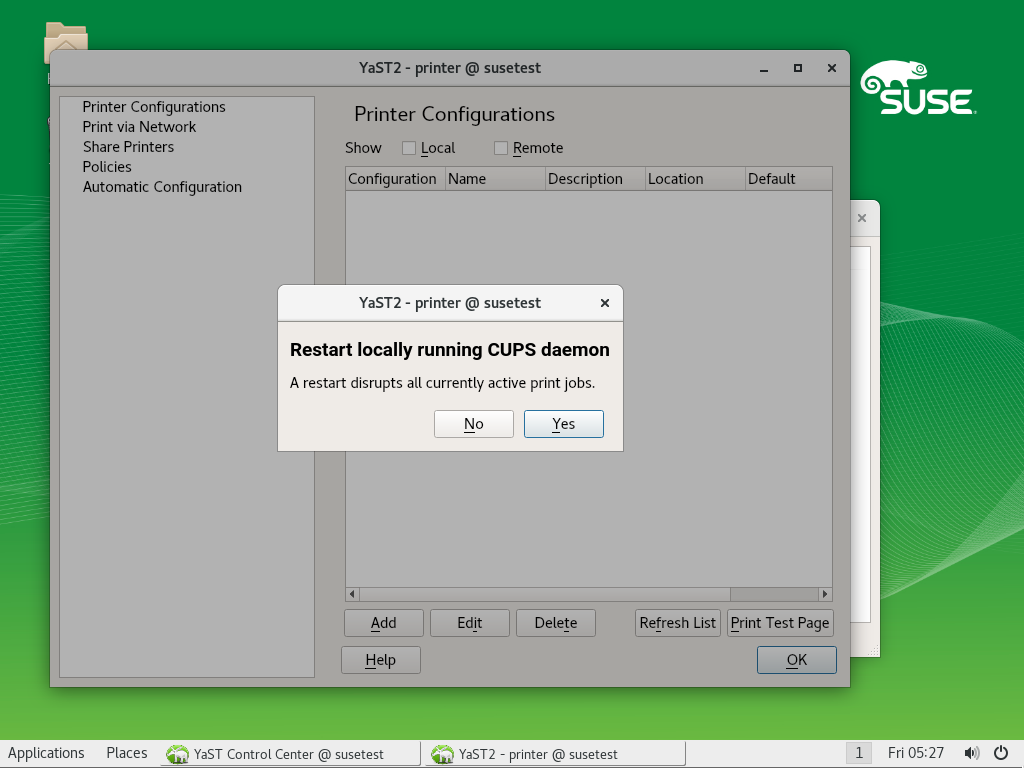 YaST2 - printer @ susetest
SUSE
Printer Configurations
Print via Network
Share Printers
Policies
Automatic Configuration
Printer Configurations
Show Local Remote
Configuration Name Description Location Default
YaST2 - printer @ susetest
Restart locally running CUPS daemon
A restart disrupts all currently active print jobs.
No Yes
Add Edit Delete Refresh List Print Test Page
Help OK
Applications Places YaST Control Center @ susetest YaST2 - printer @ susetest 1 Fri 05:27